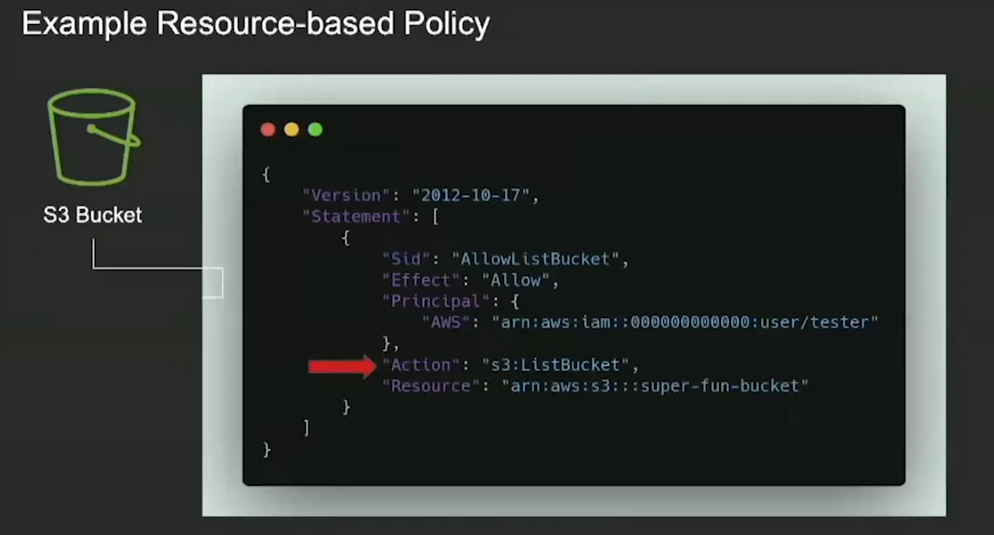 Example Resource-based Policy
S3 Bucket
{
"Version": "2012-10-17",
"Statement": [
{
"Sid": "AllowListBucket",
"Effect": "Allow",
"Principal": {
"AWS": "arn:aws:iam::000000000000:user/tester"
},
"Action": "s3:ListBucket",
"Resource": "arn:aws:s3:::super-fun-bucket"
}
]
}